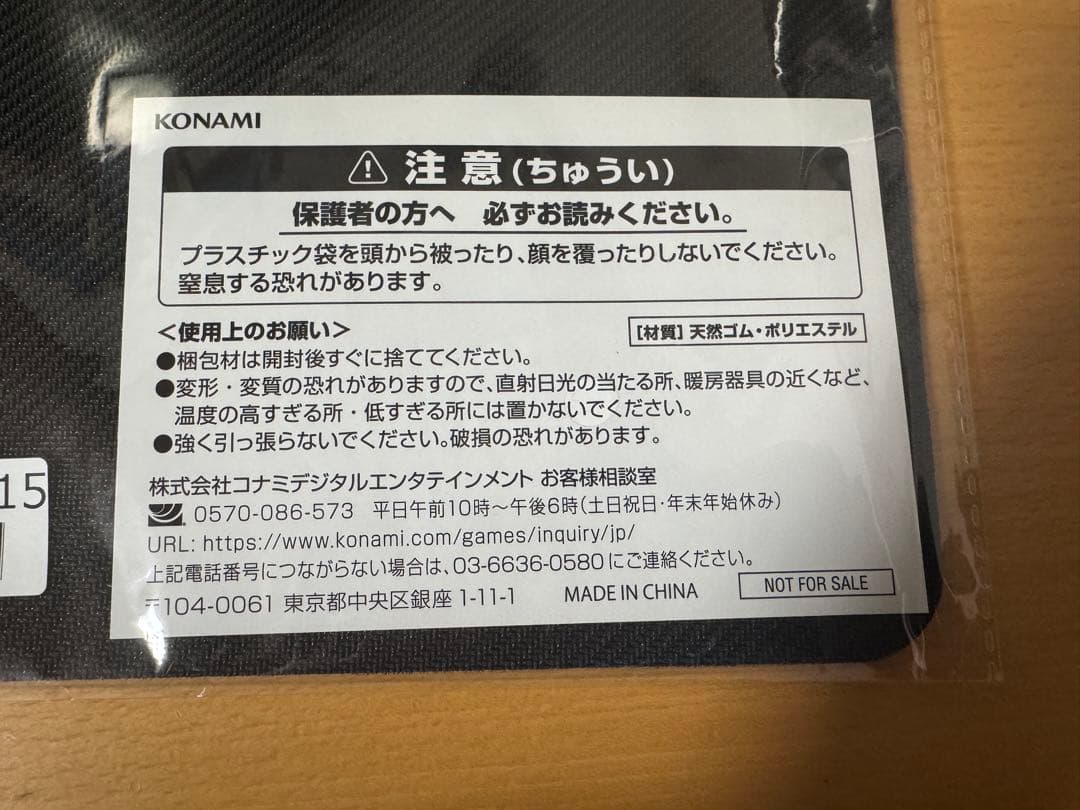 KONAMI
注意(ちゅうい)
保護者の方へ 必ずお読みください。
プラスチック袋を頭から被ったり、顔を覆ったりしないでください。
窒息する恐れがあります。
<使用上のお願い>
[材質]天然ゴム・ポリエステル
●梱包材は開封後すぐに捨ててください。
●変形・変質の恐れがありますので、直射日光の当たる所、暖房器具の近くなど、
温度の高すぎる所・低すぎる所には置かないでください。
●強く引っ張らないでください。破損の恐れがあります。
株式会社コナミデジタルエンタテインメント お客様相談室
0570-086-573 平日午前10時～午後6時(土日祝日・年末年始休み)
URL: https://www.konami.com/games/inquiry/jp/
上記電話番号につながらない場合は、03-6636-0580にご連絡ください。
〒104-0061 東京都中央区銀座 1-11-1 MADE IN CHINA
NOT FOR SALE
15